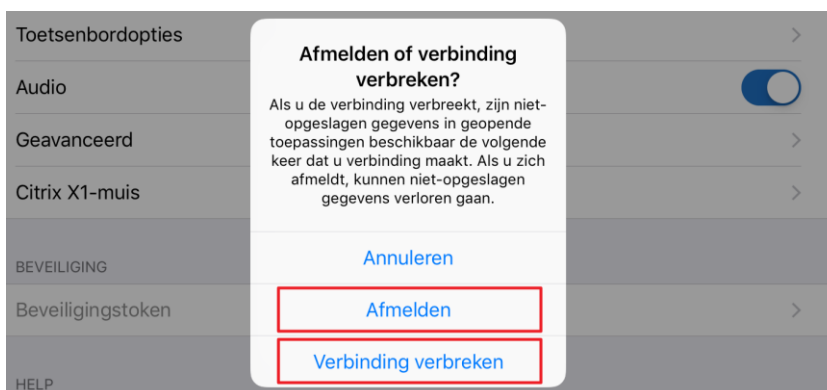 Toetsenbordopties
Audio
Geavanceerd
Citrix X1-muis
BEVEILIGING
Beveiligingstoken
HELP
Afmelden of verbinding
verbreken?
Als u de verbinding verbreekt, zijn niet-
opgeslagen gegevens in geopende
toepassingen beschikbaar de volgende
keer dat u verbinding maakt. Als u zich
afmeldt, kunnen niet-opgeslagen
gegevens verloren gaan.
Annuleren
Afmelden
Verbinding verbreken